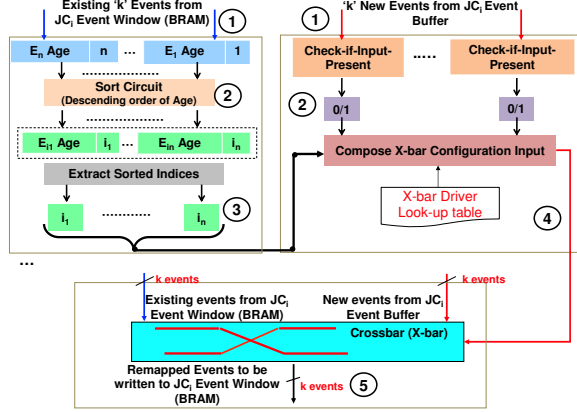 Existing 'k' Events from
JCi Event Window (BRAM)
1
En Age n ... E1 Age 1
Sort Circuit
(Descending order of Age)
2
Ei1 Age i1 ... Ein Age in
Extract Sorted Indices
i1 in
3
...
1
'k' New Events from JCi Event
Buffer
Check-if-Input-
Present
.....
Check-if-Input-
Present
2
0/1
0/1
Compose X-bar Configuration Input
X-bar Driver
Look-up table
4
k events
k events
Existing events from JCi
Event Window (BRAM)
New events from JCi
Event Buffer
Crossbar (X-bar)
Remapped Events to be
written to JCi Event Window
(BRAM)
k events
5